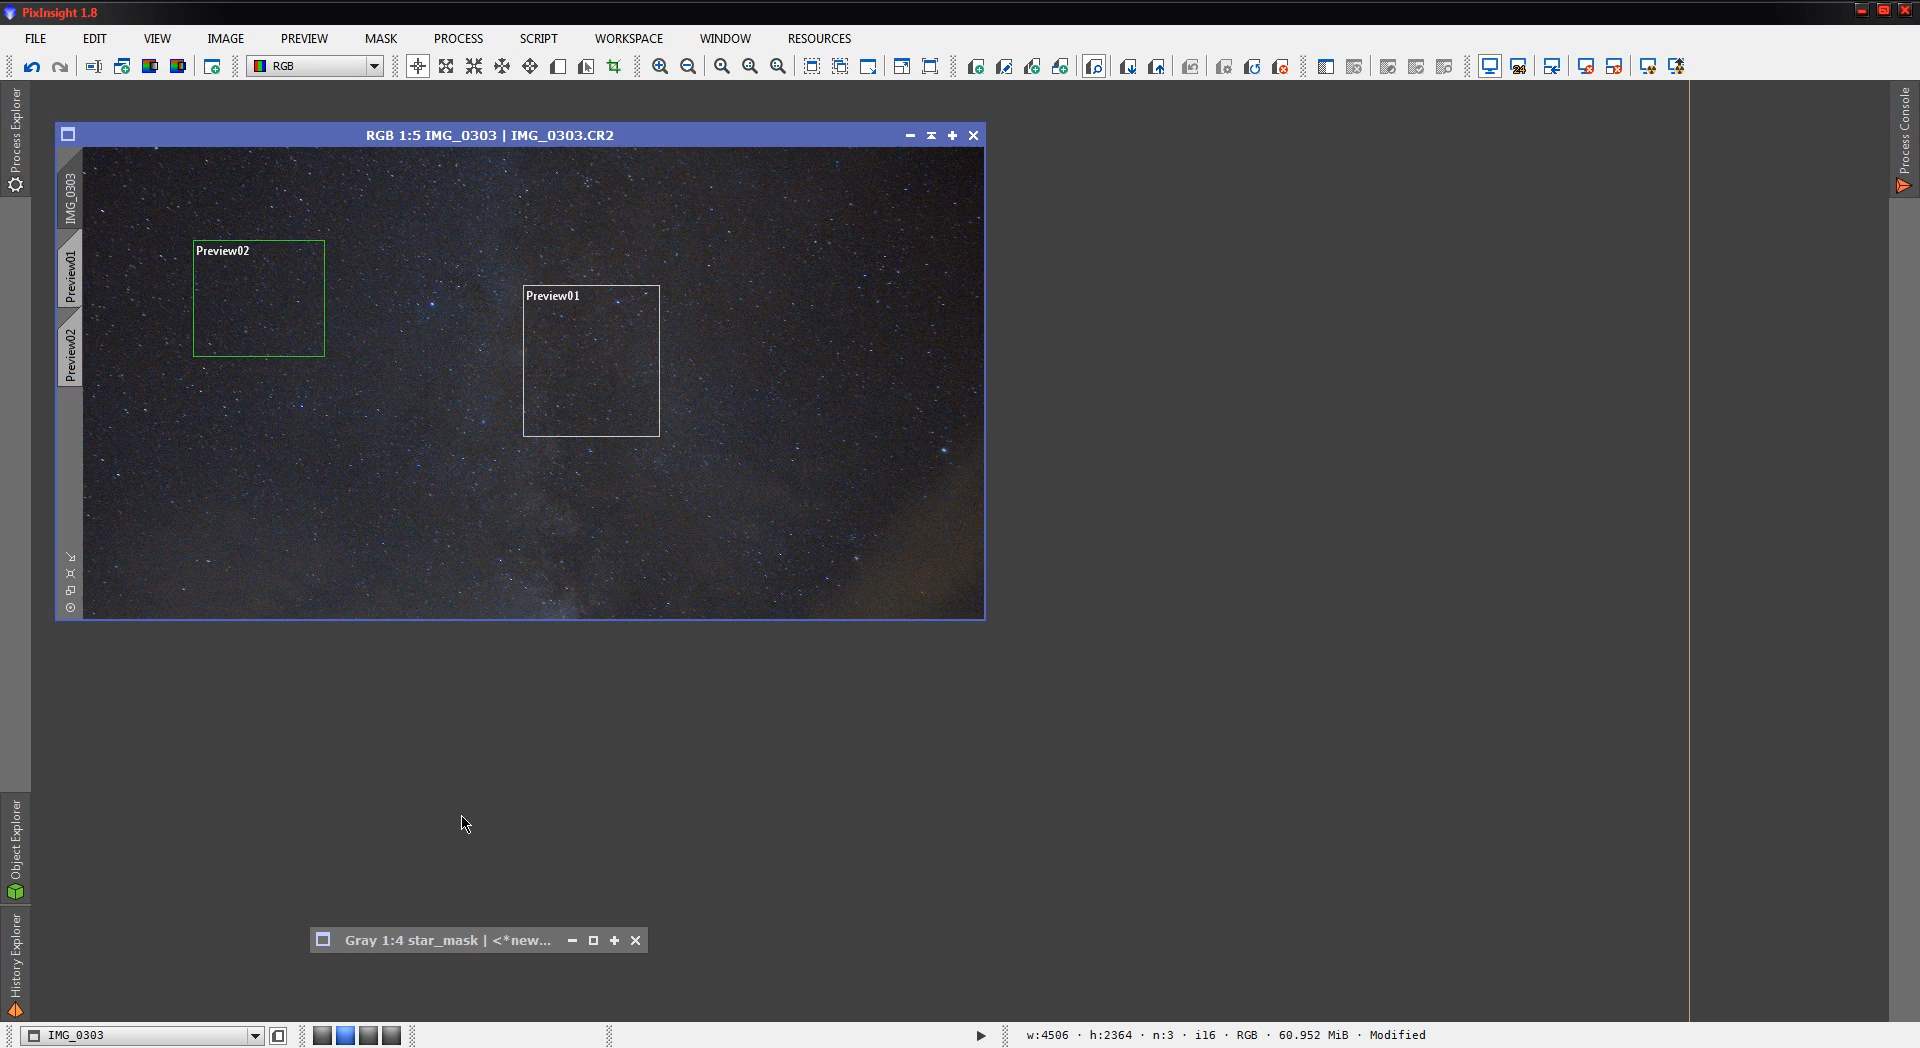 PixInsight 1.8
FILE EDIT VIEW IMAGE PREVIEW MASK PROCESS SCRIPT WORKSPACE WINDOW RESOURCES
RGB
24
Process Explorer
Process Console
RGB 1:5 IMG_0303 | IMG_0303.CR2
IMG_0303
Preview01
Preview02
Preview02
Preview01
Object Explorer
History Explorer
Gray 1:4 star_mask | <*new...
IMG_0303
w:4506 · h:2364 · n:3 · i16 · RGB · 60.952 MiB · Modified